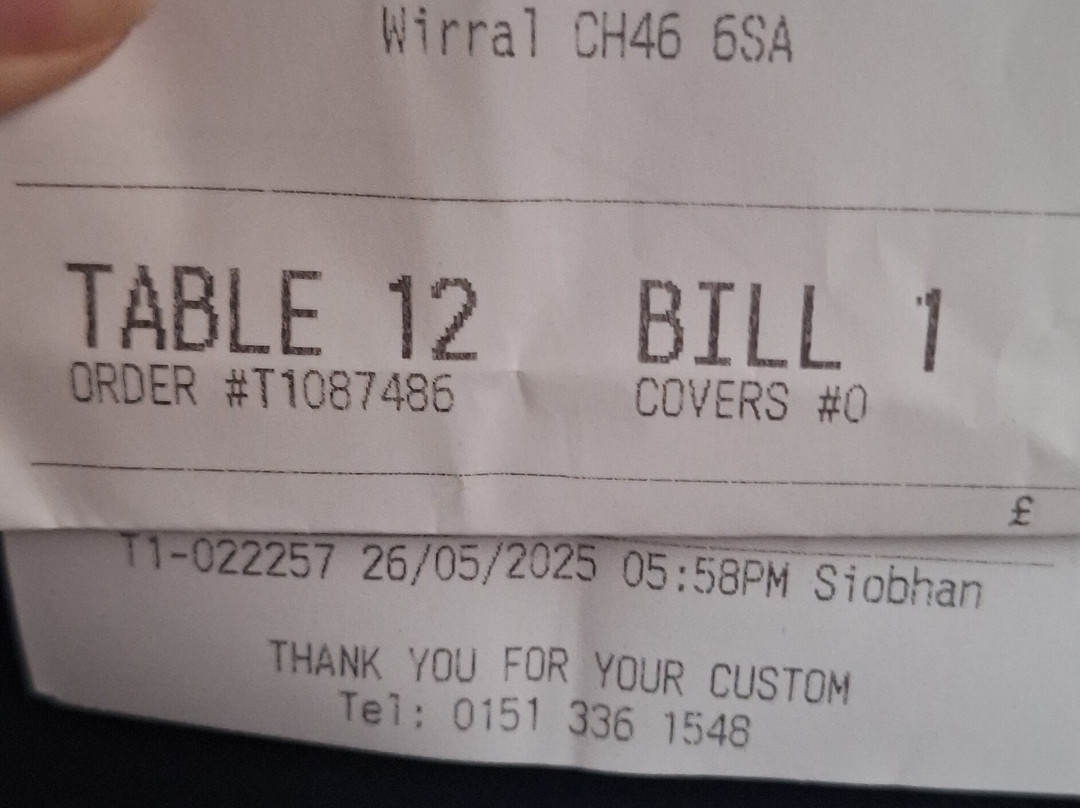 Wirral CH46 6SA
TABLE 12 BILL 1
ORDER #T1087486 COVERS #0
£
T1-022257 26/05/2025 05:58PM Siobhan
THANK YOU FOR YOUR CUSTOM
Tel: 0151 336 1548